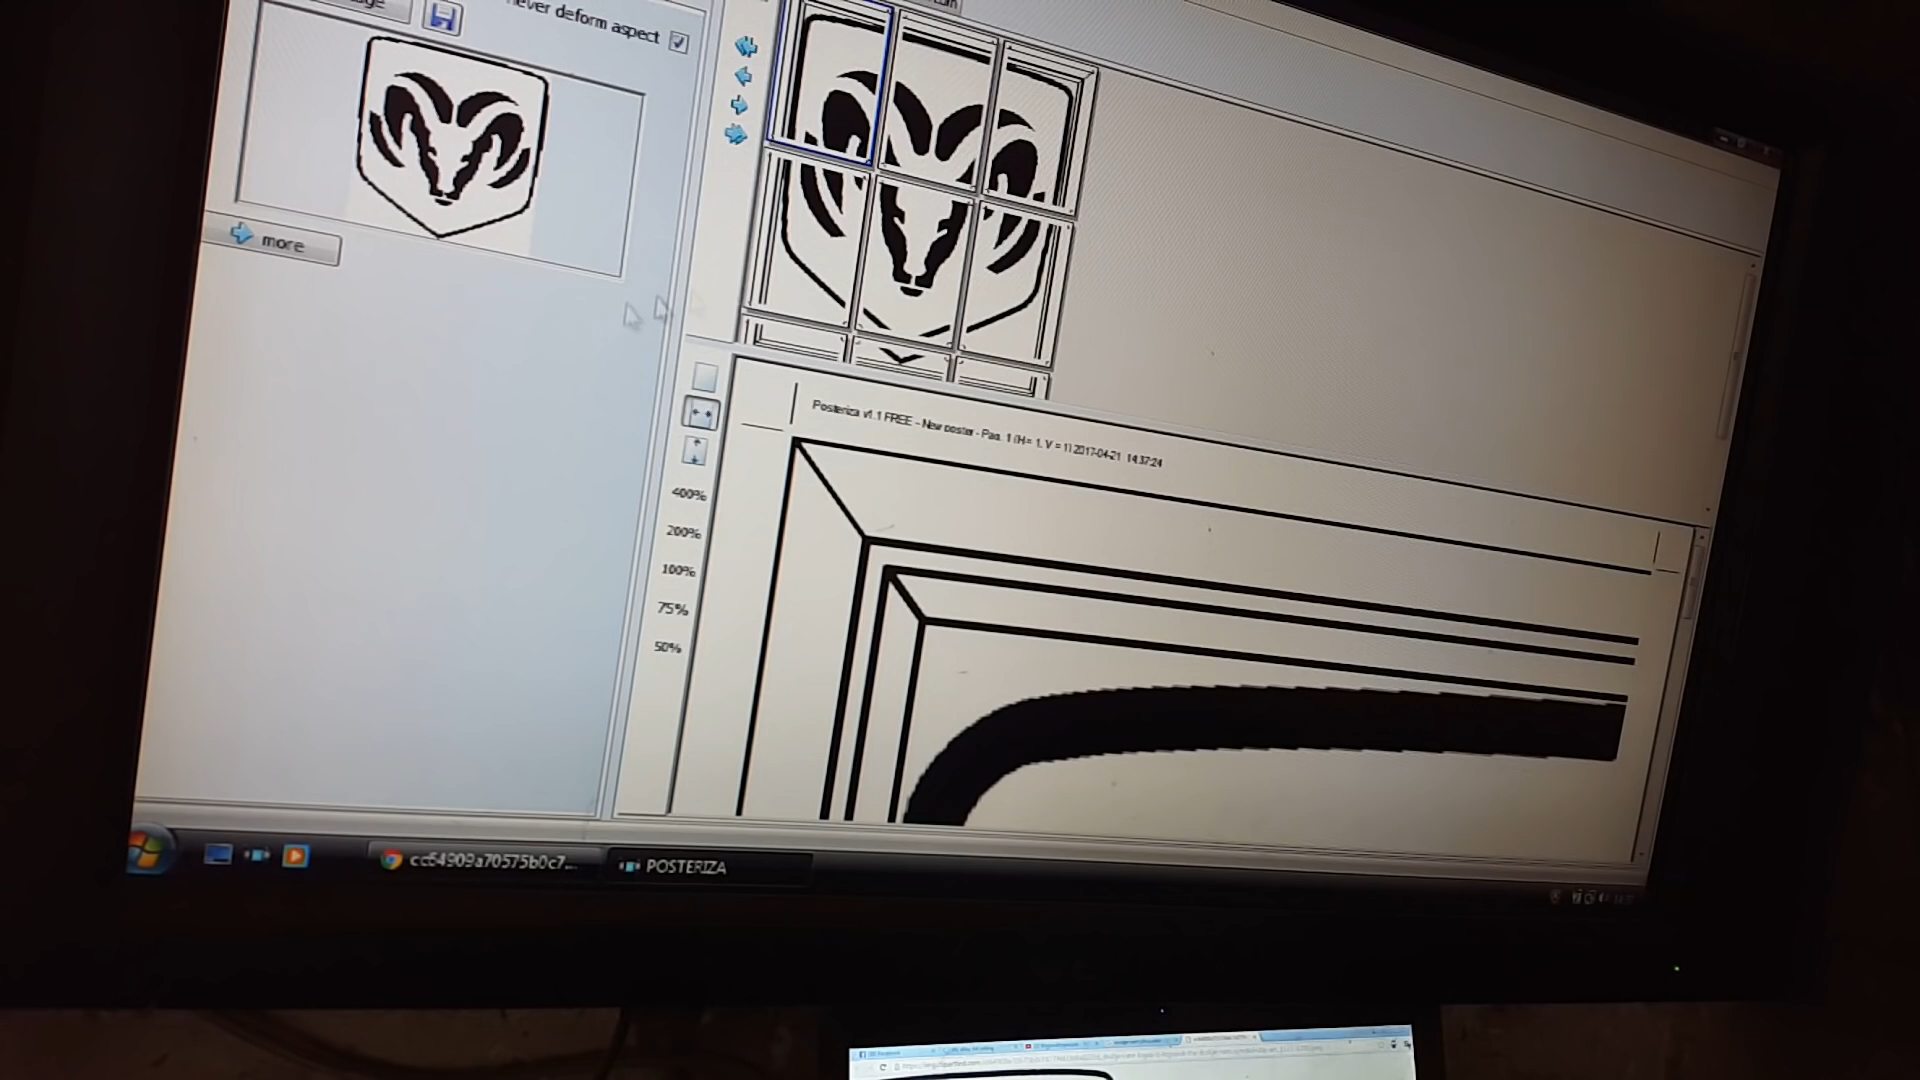 never deform aspect
more
Posteriza v1.1 FREE - New poster - Pag. 1 (H = 1, V = 1) 2017-04-21 14:37:24
400%
200%
100%
75%
50%
cc64909a70575b0c7...
POSTERIZA